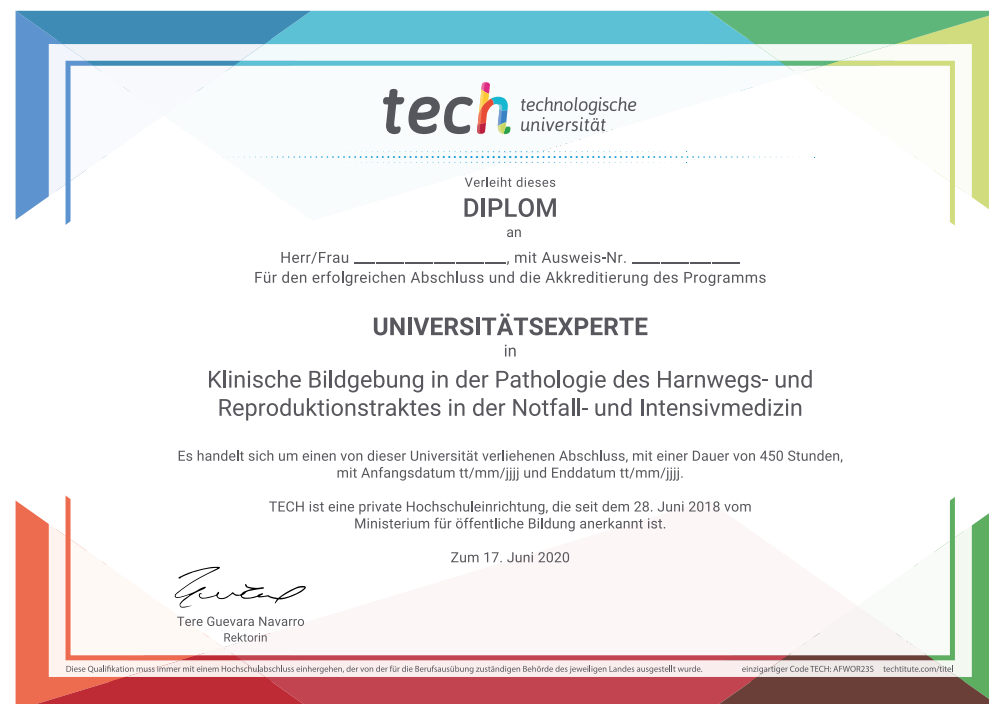 tech technologische
universität
Verleiht dieses
DIPLOM
an
Herr/Frau ________________, mit Ausweis-Nr. ____________
Für den erfolgreichen Abschluss und die Akkreditierung des Programms
UNIVERSITÄTSEXPERTE
in
Klinische Bildgebung in der Pathologie des Harnwegs- und
Reproduktionstraktes in der Notfall- und Intensivmedizin
Es handelt sich um einen von dieser Universität verliehenen Abschluss, mit einer Dauer von 450 Stunden,
mit Anfangsdatum tt/mm/jjjj und Enddatum tt/mm/jjjj.
TECH ist eine private Hochschuleinrichtung, die seit dem 28. Juni 2018 vom
Ministerium für öffentliche Bildung anerkannt ist.
Zum 17. Juni 2020
Tere Guevara Navarro
Rektorin
Diese Qualifikation muss immer mit einem Hochschulabschluss einhergehen, der von der für die Berufsausübung zuständigen Behörde des jeweiligen Landes ausgestellt wurde. einzigartiger Code TECH: AFWOR23S techtitute.com/titel